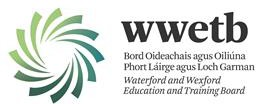 wwetb
Bord Oideachais agus Oiliúna
Phort Láirge agus Loch Garman
Waterford and Wexford
Education and Training Board